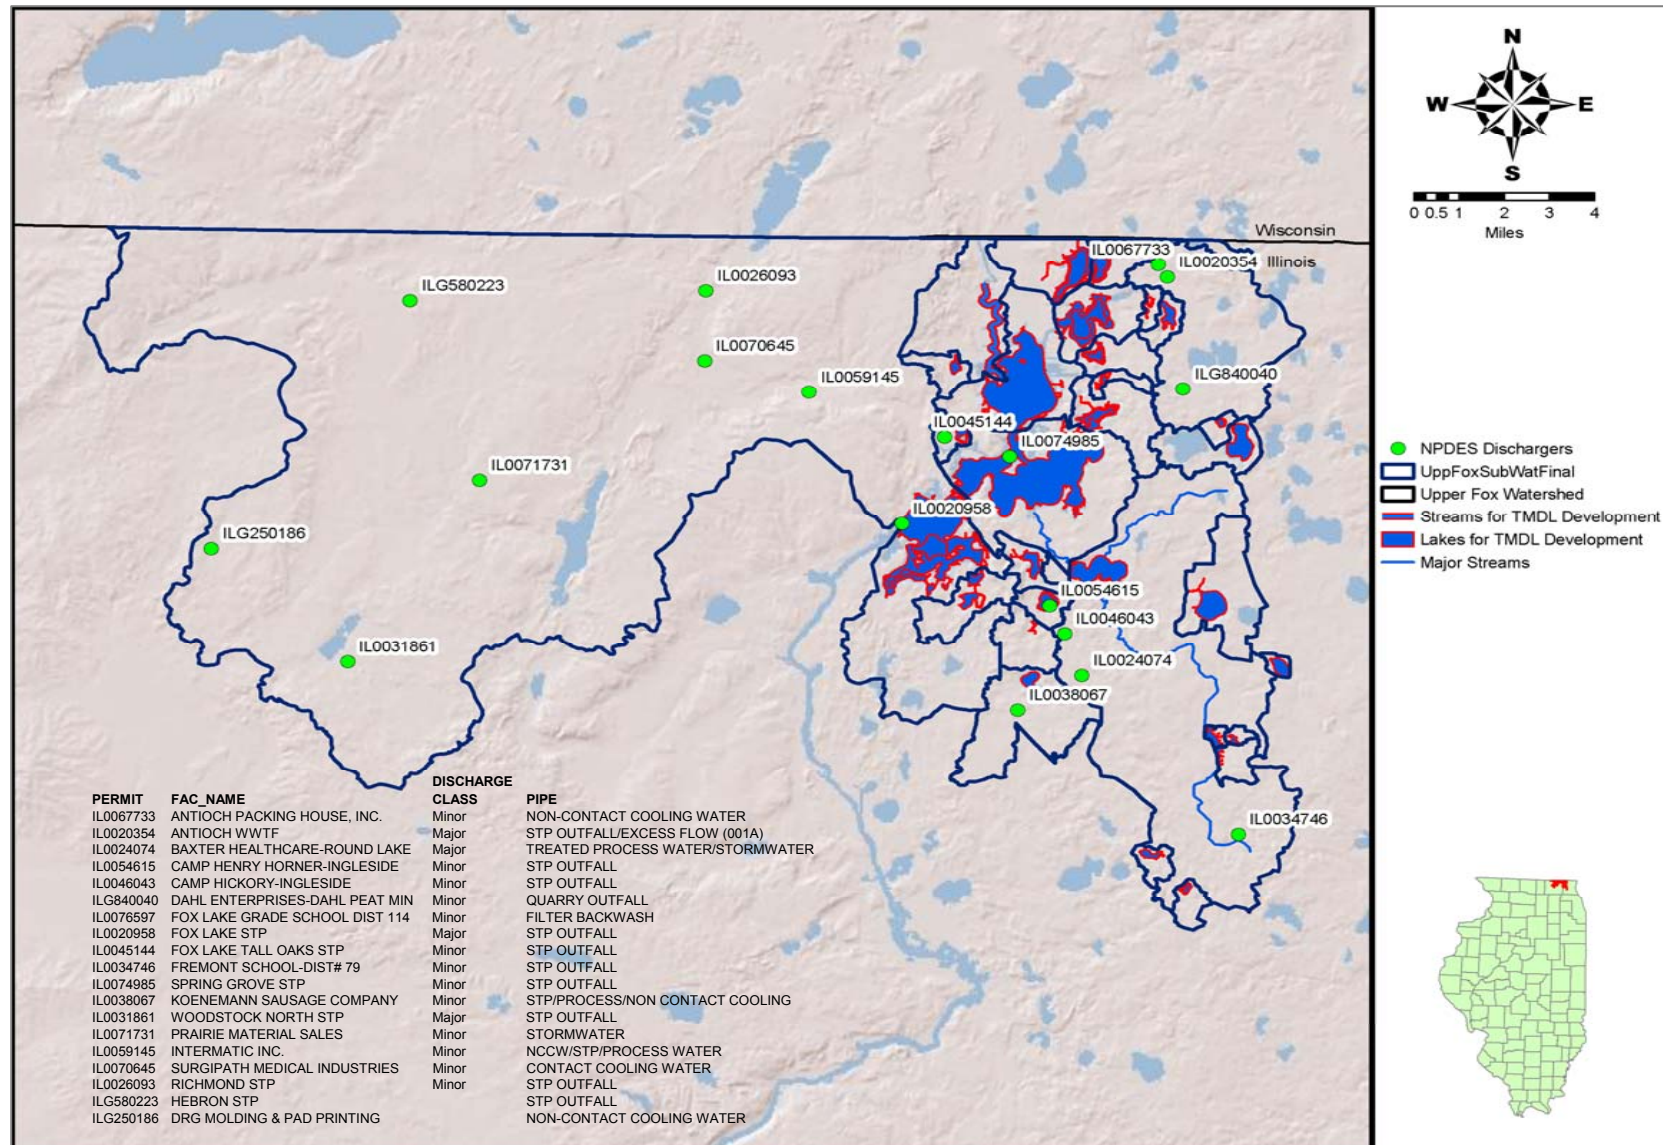 N
W E
S
0 0.5 1 2 3 4
Miles
Wisconsin
Illinois
IL0067733
IL0020354
ILG580223
IL0026093
IL0070645
IL0059145
ILG840040
IL0045144
IL0074985
IL0071731
IL0020958
ILG250186
IL0054615
IL0046043
IL0031861
IL0024074
IL0038067
IL0034746
NPDES Dischargers
UppFoxSubWatFinal
Upper Fox Watershed
Streams for TMDL Development
Lakes for TMDL Development
Major Streams
DISCHARGE
PERMIT FAC_NAME CLASS PIPE
IL0067733 ANTIOCH PACKING HOUSE, INC. Minor NON-CONTACT COOLING WATER
IL0020354 ANTIOCH WWTF Major STP OUTFALL/EXCESS FLOW (001A)
IL0024074 BAXTER HEALTHCARE-ROUND LAKE Major TREATED PROCESS WATER/STORMWATER
IL0054615 CAMP HENRY HORNER-INGLESIDE Minor STP OUTFALL
IL0046043 CAMP HICKORY-INGLESIDE Minor STP OUTFALL
ILG840040 DAHL ENTERPRISES-DAHL PEAT MIN Minor QUARRY OUTFALL
IL0076597 FOX LAKE GRADE SCHOOL DIST 114 Minor FILTER BACKWASH
IL0020958 FOX LAKE STP Major STP OUTFALL
IL0045144 FOX LAKE TALL OAKS STP Minor STP OUTFALL
IL0034746 FREMONT SCHOOL-DIST# 79 Minor STP OUTFALL
IL0074985 SPRING GROVE STP Minor STP OUTFALL
IL0038067 KOENEMANN SAUSAGE COMPANY Minor STP/PROCESS/NON CONTACT COOLING
IL0031861 WOODSTOCK NORTH STP Major STP OUTFALL
IL0071731 PRAIRIE MATERIAL SALES Minor STORMWATER
IL0059145 INTERMATIC INC. Minor NCCW/STP/PROCESS WATER
IL0070645 SURGIPATH MEDICAL INDUSTRIES Minor CONTACT COOLING WATER
IL0026093 RICHMOND STP Minor STP OUTFALL
ILG580223 HEBRON STP STP OUTFALL
ILG250186 DRG MOLDING & PAD PRINTING NON-CONTACT COOLING WATER